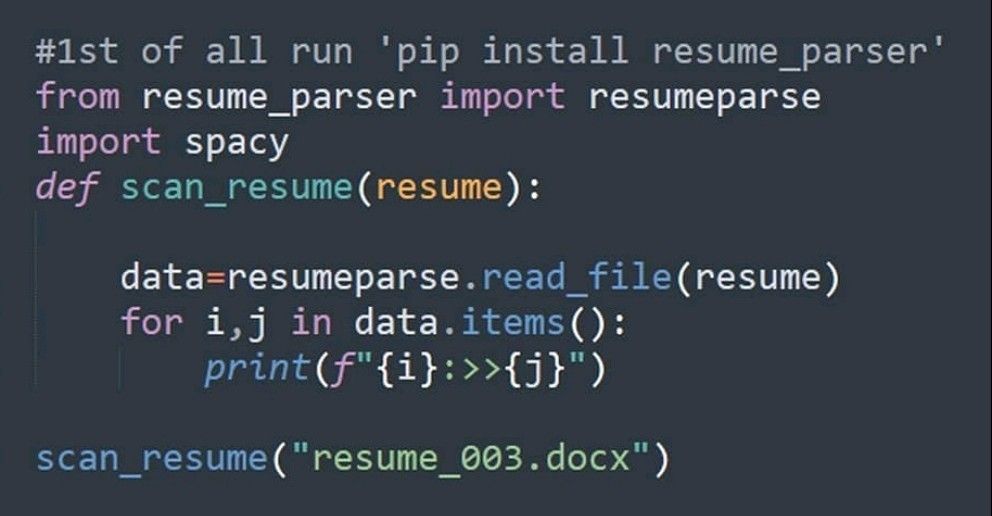 #1st of all run 'pip install resume_parser'
from resume_parser import resumeparse
import spacy
def scan_resume(resume):
data=resumeparse.read_file(resume)
for i,j in data.items():
print(f"{i}:>>{j}")
scan_resume("resume_003.docx")